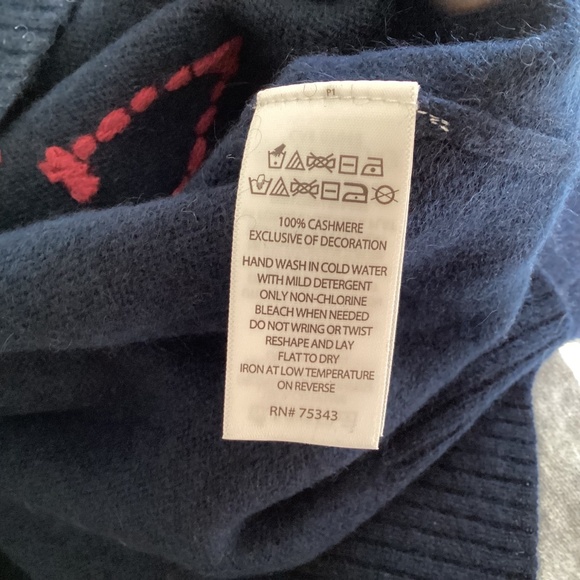 P1
100% CASHMERE
EXCLUSIVE OF DECORATION
HAND WASH IN COLD WATER
WITH MILD DETERGENT
ONLY NON-CHLORINE
BLEACH WHEN NEEDED
DO NOT WRING OR TWIST
RESHAPE AND LAY
FLAT TO DRY
IRON AT LOW TEMPERATURE
ON REVERSE
RN# 75343